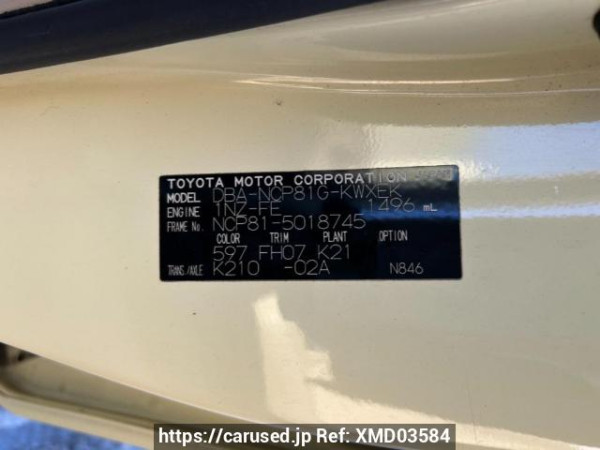 TOYOTA MOTOR CORPORATION JAPAN
MODEL DBA-NCP81G-KWXEK
ENGINE 1NZ-FE 1496 mL
FRAME No. NCP81-5018745
COLOR TRIM PLANT OPTION
597 FH07 K21
TRANS./AXLE K210 -02A N846
https://carused.jp Ref: XMD03584